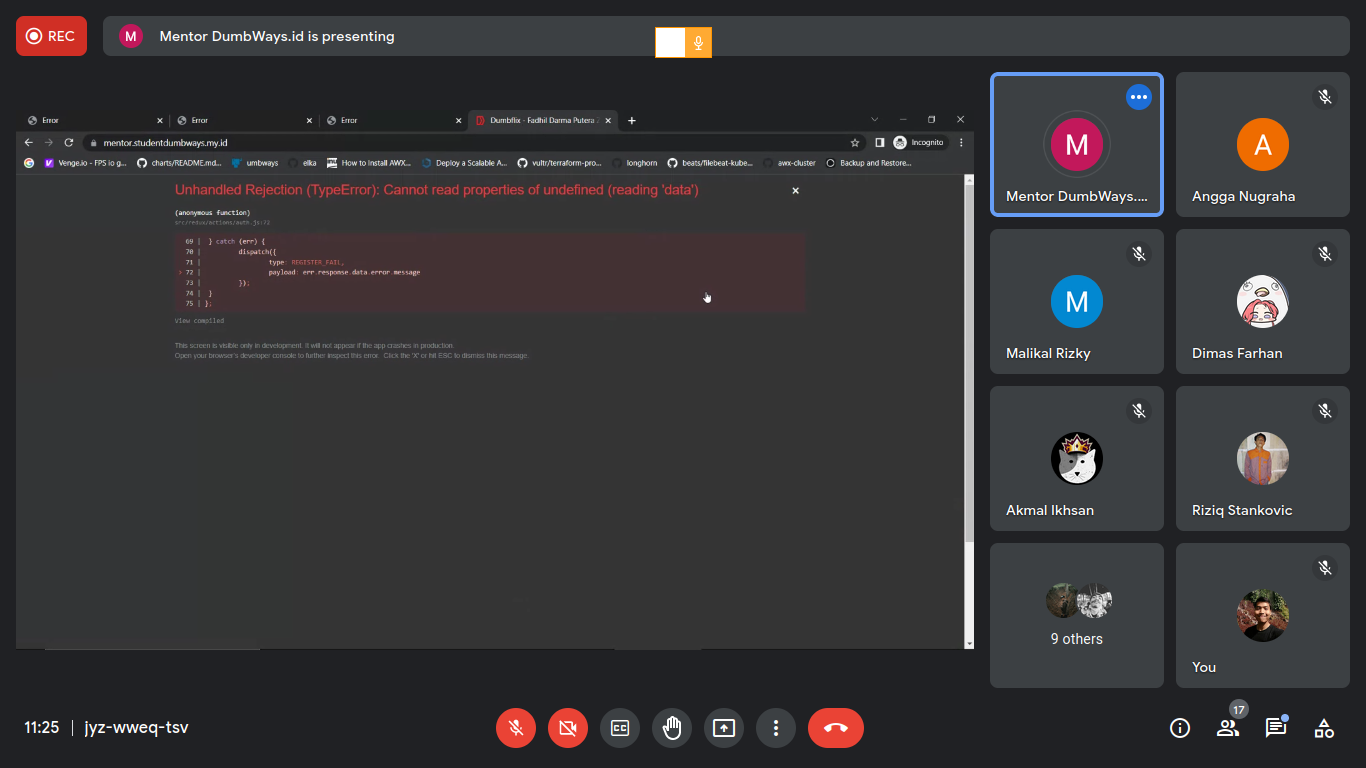 REC
M
Mentor DumbWays.id is presenting
Error
Error
Error
Dumbflix - Fadhil Darma Putera
mentor.studentdumbways.my.id
Incognito
Venge.io - FPS io g...
charts/README.md...
umbways
elka
How to Install AWX...
Deploy a Scalable A...
vultr/terraform-pro...
longhorn
beats/filebeat-kube...
awx-cluster
Backup and Restore...
Unhandled Rejection (TypeError): Cannot read properties of undefined (reading 'data')
(anonymous function)
src/redux/actions/auth.js:72
69 | } catch (err) {
70 | dispatch({
71 | type: REGISTER_FAIL,
> 72 | payload: err.response.data.error.message
73 | });
74 | }
75 | };
View compiled
This screen is visible only in development. It will not appear if the app crashes in production.
Open your browser's developer console to further inspect this error. Click the 'X' or hit ESC to dismiss this message.
M
Mentor DumbWays....
A
Angga Nugraha
M
Malikal Rizky
Dimas Farhan
Akmal Ikhsan
Riziq Stankovic
9 others
You
11:25 | jyz-wweq-tsv
CC
17